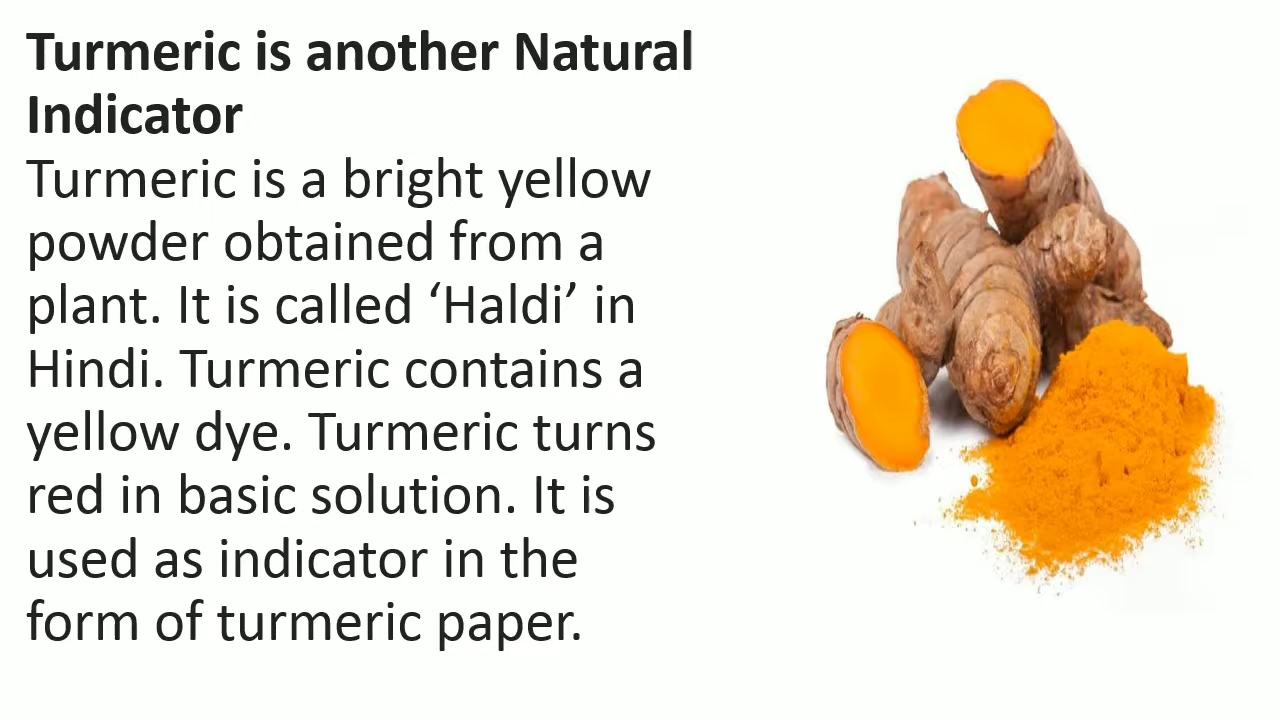 Turmeric is another Natural
Indicator
Turmeric is a bright yellow
powder obtained from a
plant. It is called ‘Haldi’ in
Hindi. Turmeric contains a
yellow dye. Turmeric turns
red in basic solution. It is
used as indicator in the
form of turmeric paper.